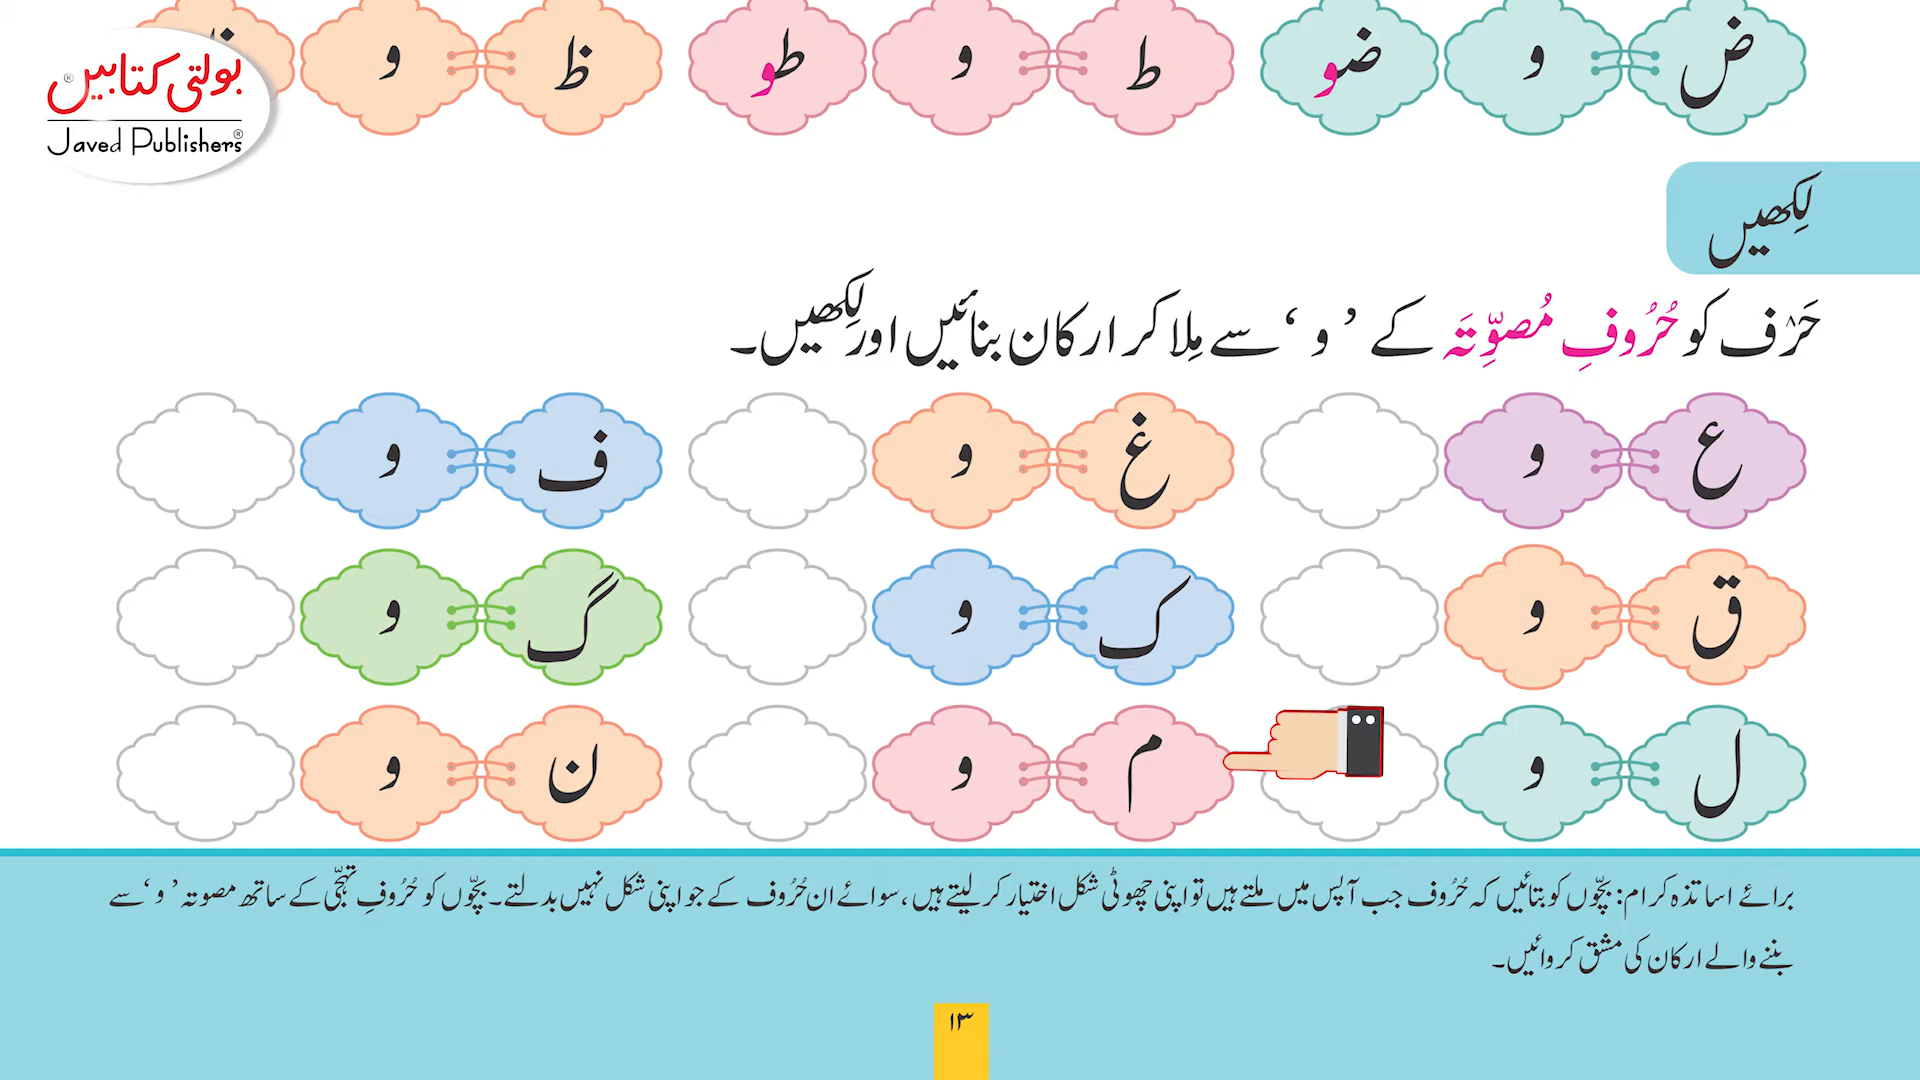 ض و ضو ط و طو ظ و
بولتی کتابیں®
Javed Publishers®
لِکھیں
حَرْف کو حُرُوفِ مُصوِّتَہ کے ’و‘ سے مِلا کر ارکان بنائیں اور لِکھیں۔
ع و غ و ف و
ق و ک و گ و
ل و م و ن و
برائے اساتذہ کرام: بچّوں کو بتائیں کہ حُرُوف جب آپس میں ملتے ہیں تو اپنی چھوٹی شکل اختیار کر لیتے ہیں، سوائے ان حُرُوف کے جو اپنی شکل نہیں بدلتے۔ بچّوں کو حُرُوفِ تہجّی کے ساتھ مصوتہ ’و‘ سے
بننے والے ارکان کی مشق کروائیں۔
۱۳